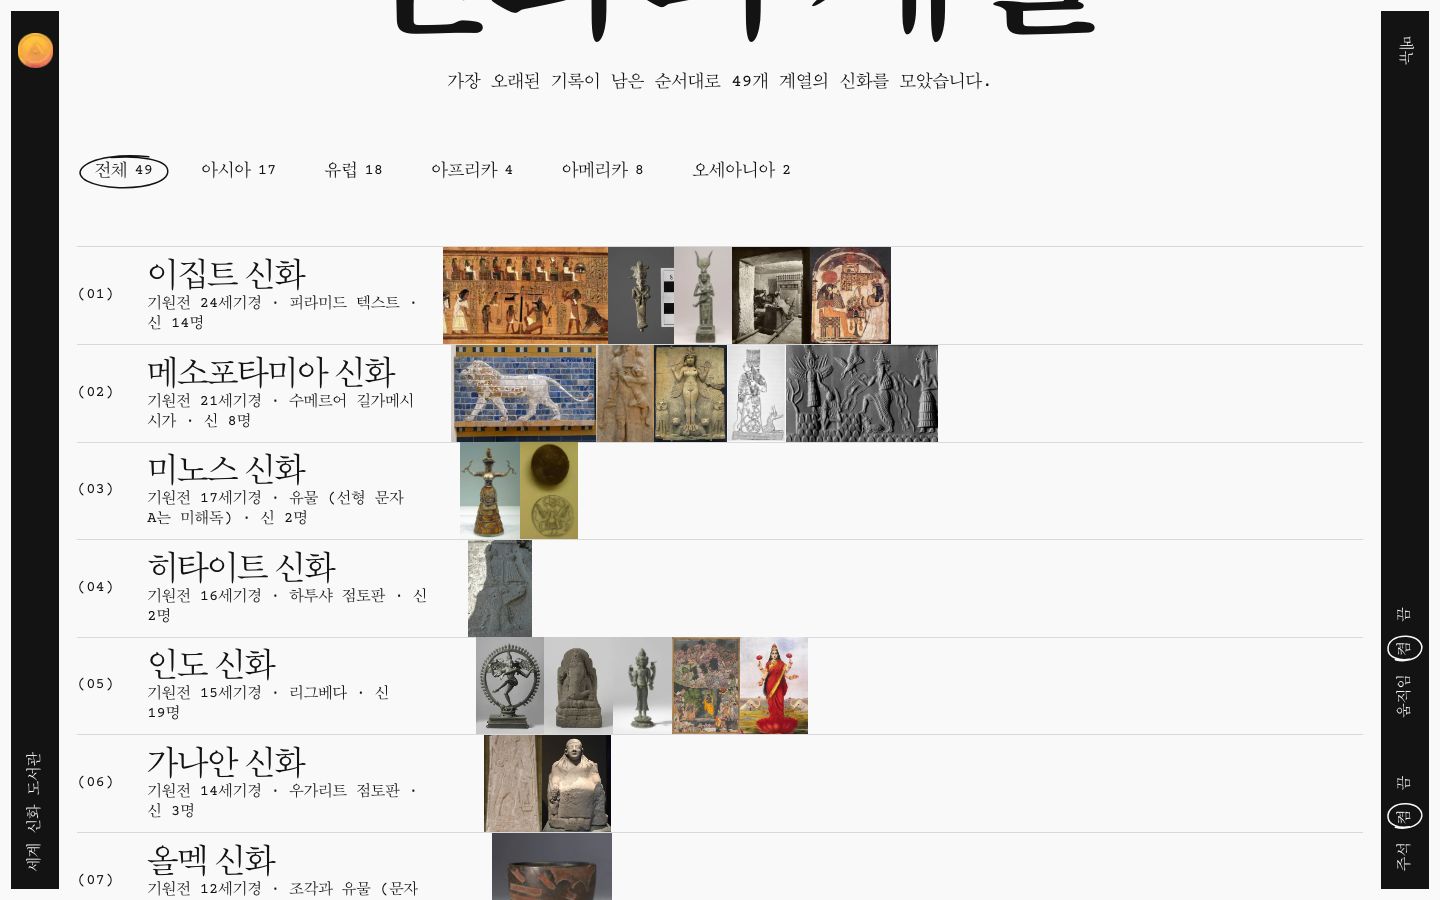 가장 오래된 기록이 남은 순서대로 49개 계열의 신화를 모았습니다.
전체 49 아시아 17 유럽 18 아프리카 4 아메리카 8 오세아니아 2
(01)
이집트 신화
기원전 24세기경 · 피라미드 텍스트 ·
신 14명
(02)
메소포타미아 신화
기원전 21세기경 · 수메르어 길가메시
시가 · 신 8명
(03)
미노스 신화
기원전 17세기경 · 유물 (선형 문자
A는 미해독) · 신 2명
(04)
히타이트 신화
기원전 16세기경 · 하투샤 점토판 · 신
2명
(05)
인도 신화
기원전 15세기경 · 리그베다 · 신
19명
(06)
가나안 신화
기원전 14세기경 · 우가리트 점토판 ·
신 3명
(07)
올멕 신화
기원전 12세기경 · 조각과 유물 (문자
세계 신화 도서관
움직임 켬 끔
주석 켬 끔